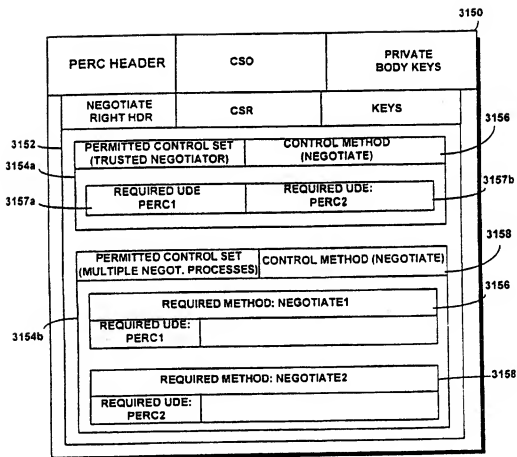 3150
PERC HEADER
CSO
PRIVATE
BODY KEYS
NEGOTIATE
RIGHT HDR
CSR
KEYS
3152
3156
PERMITTED CONTROL SET
(TRUSTED NEGOTIATOR)
CONTROL METHOD
(NEGOTIATE)
3154a
3157a
REQUIRED UDE
PERC1
REQUIRED UDE:
PERC2
3157b
PERMITTED CONTROL SET
(MULTIPLE NEGOT. PROCESSES)
CONTROL METHOD (NEGOTIATE)
3158
3156
REQUIRED METHOD: NEGOTIATE1
3154b
REQUIRED UDE:
PERC1
REQUIRED METHOD: NEGOTIATE2
3158
REQUIRED UDE:
PERC2